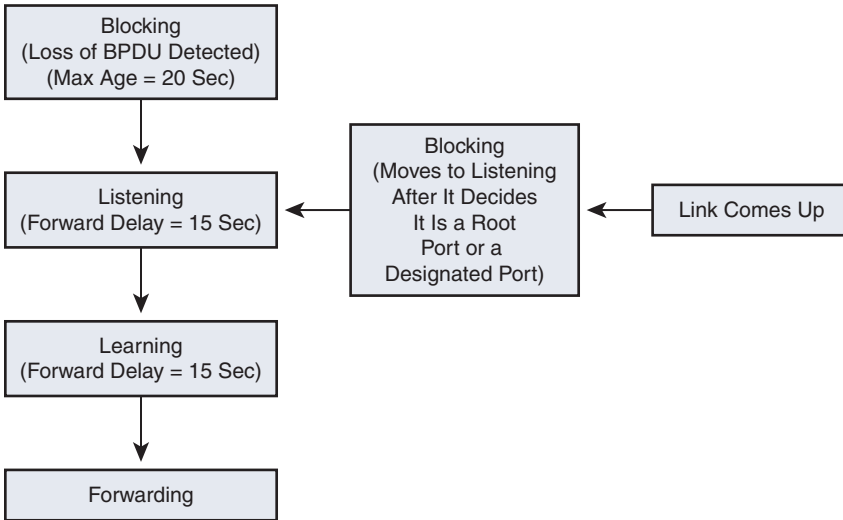 Blocking
(Loss of BPDU Detected)
(Max Age = 20 Sec)
Listening
(Forward Delay = 15 Sec)
Learning
(Forward Delay = 15 Sec)
Forwarding
Blocking
(Moves to Listening
After It Decides
It Is a Root
Port or a
Designated Port)
Link Comes Up